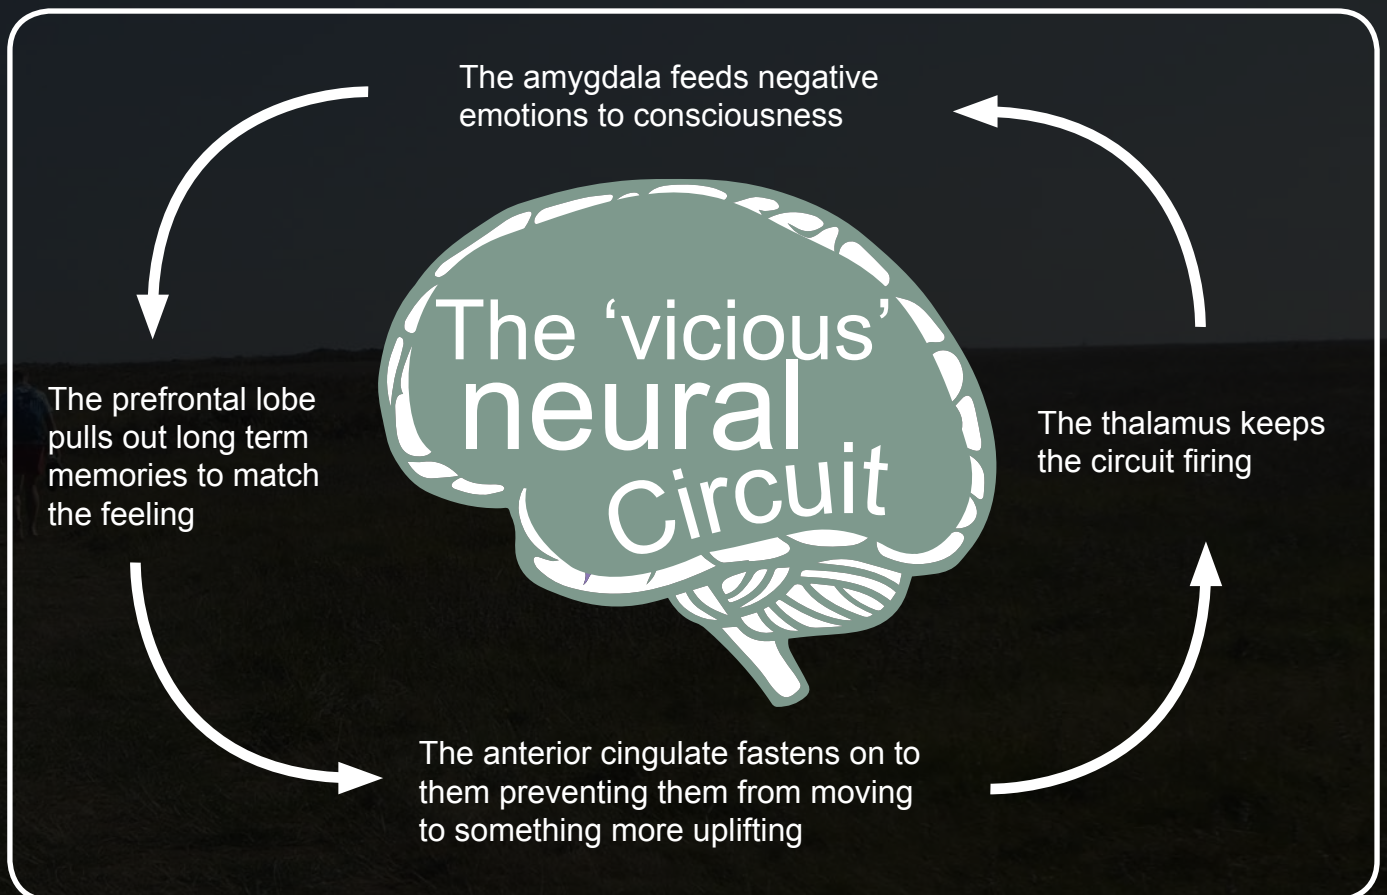 The amygdala feeds negative
emotions to consciousness
The 'vicious'
neural
Circuit
The prefrontal lobe
pulls out long term
memories to match
the feeling
The thalamus keeps
the circuit firing
The anterior cingulate fastens on to
them preventing them from moving
to something more uplifting